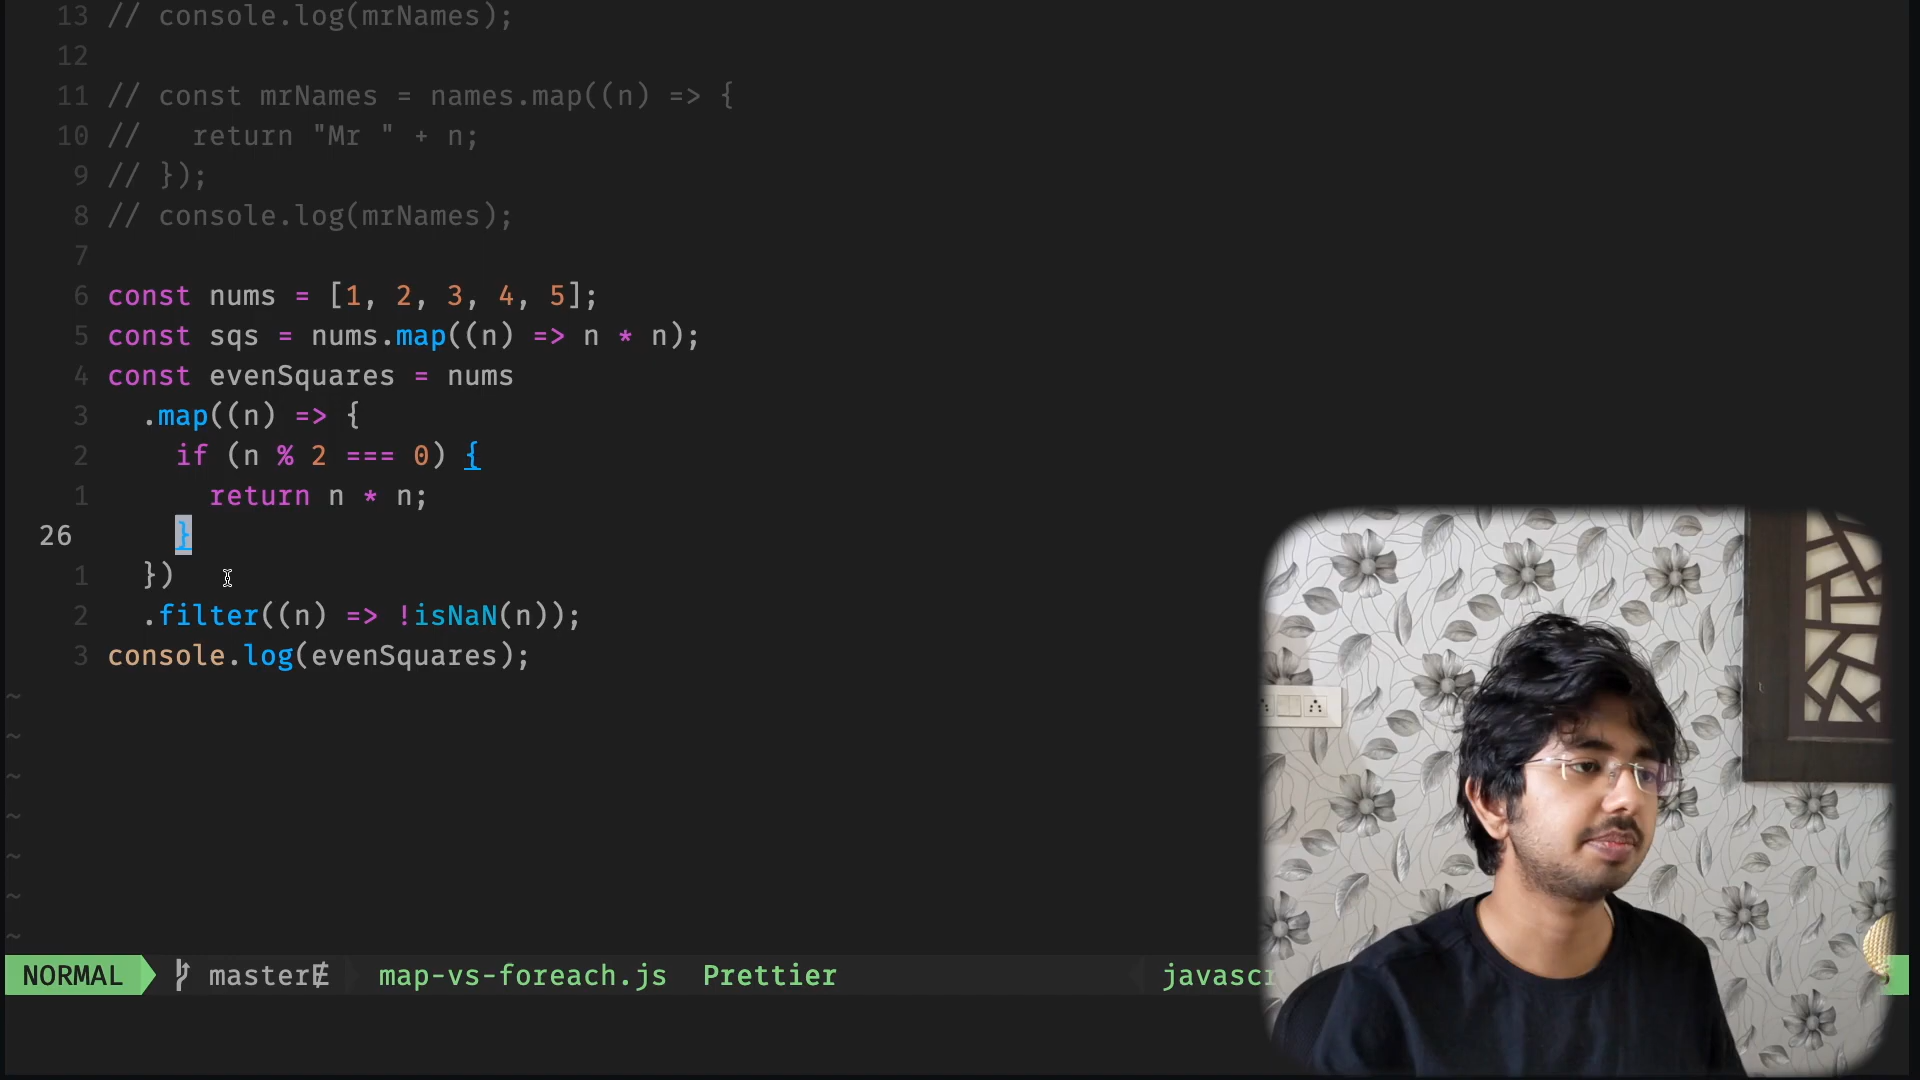 13 // console.log(mrNames);
12
11 // const mrNames = names.map((n) => {
10 //   return "Mr " + n;
9 // });
8 // console.log(mrNames);
7
6 const nums = [1, 2, 3, 4, 5];
5 const sqs = nums.map((n) => n * n);
4 const evenSquares = nums
3   .map((n) => {
2     if (n % 2 === 0) {
1       return n * n;
26     }
1   })
2   .filter((n) => !isNaN(n));
3 console.log(evenSquares);
~
~
~
~
~
~
~
NORMAL master map-vs-foreach.js Prettier javascr